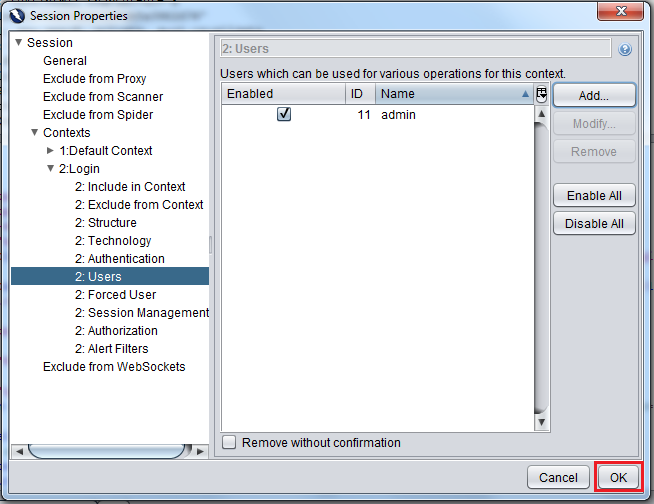 Session Properties
Session
General
Exclude from Proxy
Exclude from Scanner
Exclude from Spider
Contexts
1:Default Context
2:Login
2: Include in Context
2: Exclude from Context
2: Structure
2: Technology
2: Authentication
2: Users
2: Forced User
2: Session Management
2: Authorization
2: Alert Filters
Exclude from WebSockets
2: Users
Users which can be used for various operations for this context.
Enabled ID Name
11 admin
Add...
Modify...
Remove
Enable All
Disable All
Remove without confirmation
Cancel OK